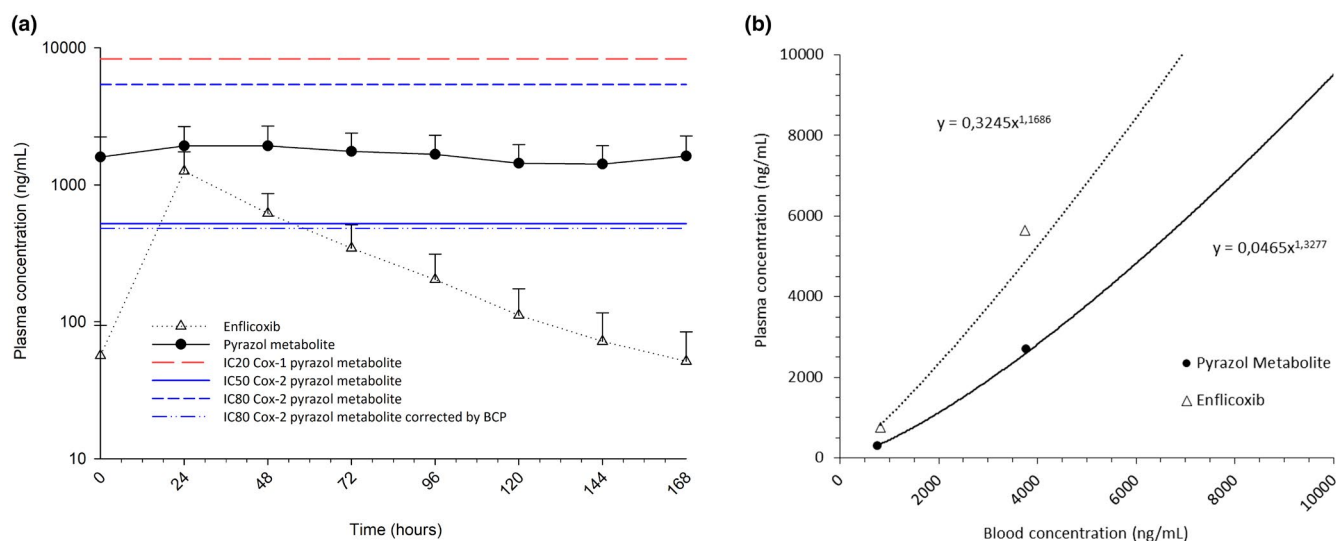 (a)
10000
1000
100
10
Plasma concentration (ng/mL)
Enflicoxib
Pyrazol metabolite
IC20 Cox-1 pyrazol metabolite
IC50 Cox-2 pyrazol metabolite
IC80 Cox-2 pyrazol metabolite
IC80 Cox-2 pyrazol metabolite corrected by BCP
0 24 48 72 96 120 144 168
Time (hours)
(b)
10000
8000
6000
4000
2000
0
Plasma concentration (ng/mL)
y = 0,3245x^1,1686
y = 0,0465x^1,3277
Pyrazol Metabolite
Enflicoxib
0 2000 4000 6000 8000 10000
Blood concentration (ng/mL)